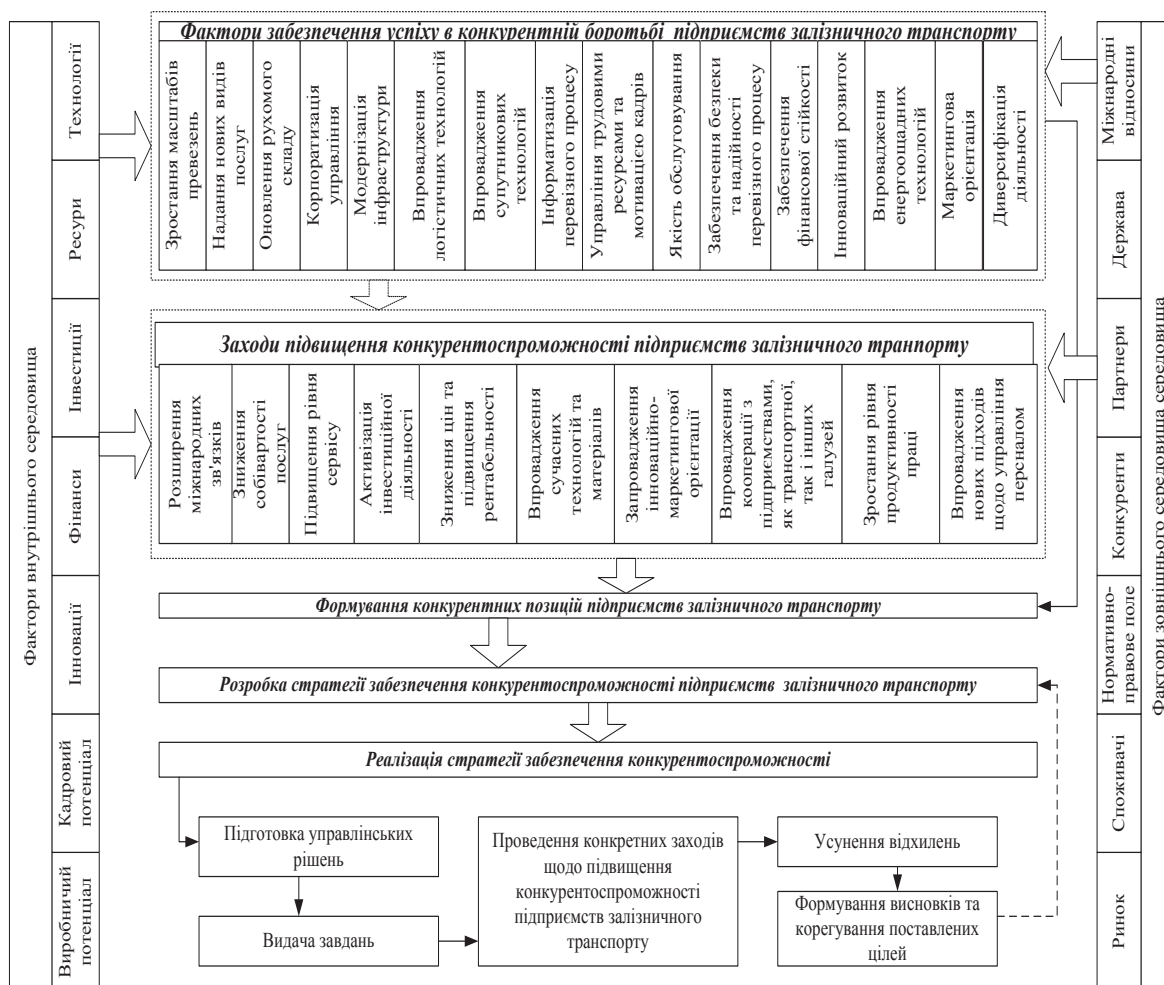 Фактори внутрішнього середовища
Технології
Ресури
Інвестиції
Фінанси
Інновації
Кадровий
потенціал
Виробничий
потенціал
Фактори забезпечення успіху в конкурентній боротьбі підприємств залізничного транспорту
Зростання масштабів
превезень
Надання нових видів
послуг
Оновлення рухомого
складу
Корпоратизація
управління
Модернізація
інфраструктури
Впровадження
логістичних технологій
Впровадження
супутникових
технологій
Інформатизація
перевізного процесу
Управління трудовими
ресурсами та
мотивацією кадрів
Якість обслуговування
Забезпечення безпеки
та надійності
перевізного процесу
Забезпечення
фінансової стійкості
Інноваційний розвиток
Впровадження
енергоощадних
технологій
Маркетингова
орієнтація
Диверсифікація
діяльності
Заходи підвищення конкурентоспроможності підприємств залізничного транпорту
Розширення
міжнародних
зв'язків
Зниження
собівартості
послуг
Підвищення рівня
сервісу
Активізація
інвестиційної
діяльності
Зниження цін та
підвищення
рентабельності
Впровадження
сучасних
технологій та
матеріалів
Запровадження
інноваційно-
маркетингової
орієнтації
Впровадження
кооперації з
підприємствами,
як транспортної,
так і інших
галузей
Зростання рівня
продуктивності
праці
Впровадження
нових підходів
щодо управління
персналом
Формування конкурентних позицій підприємств залізничного транспорту
Розробка стратегії забезпечення конкурентоспроможності підприємств залізничного транспорту
Реалізація стратегії забезпечення конкурентоспроможності
Підготовка управлінських
рішень
Видача завдань
Проведення конкретних заходів
щодо підвищення
конкурентоспроможності
підприємств залізничного
транспорту
Усунення відхилень
Формування висновків та
корегування поставлених
цілей
Міжнародні
відносини
Держава
Партнери
Конкуренти
Нормативно-
правове поле
Споживачі
Ринок
Фактори зовнішнього середовища